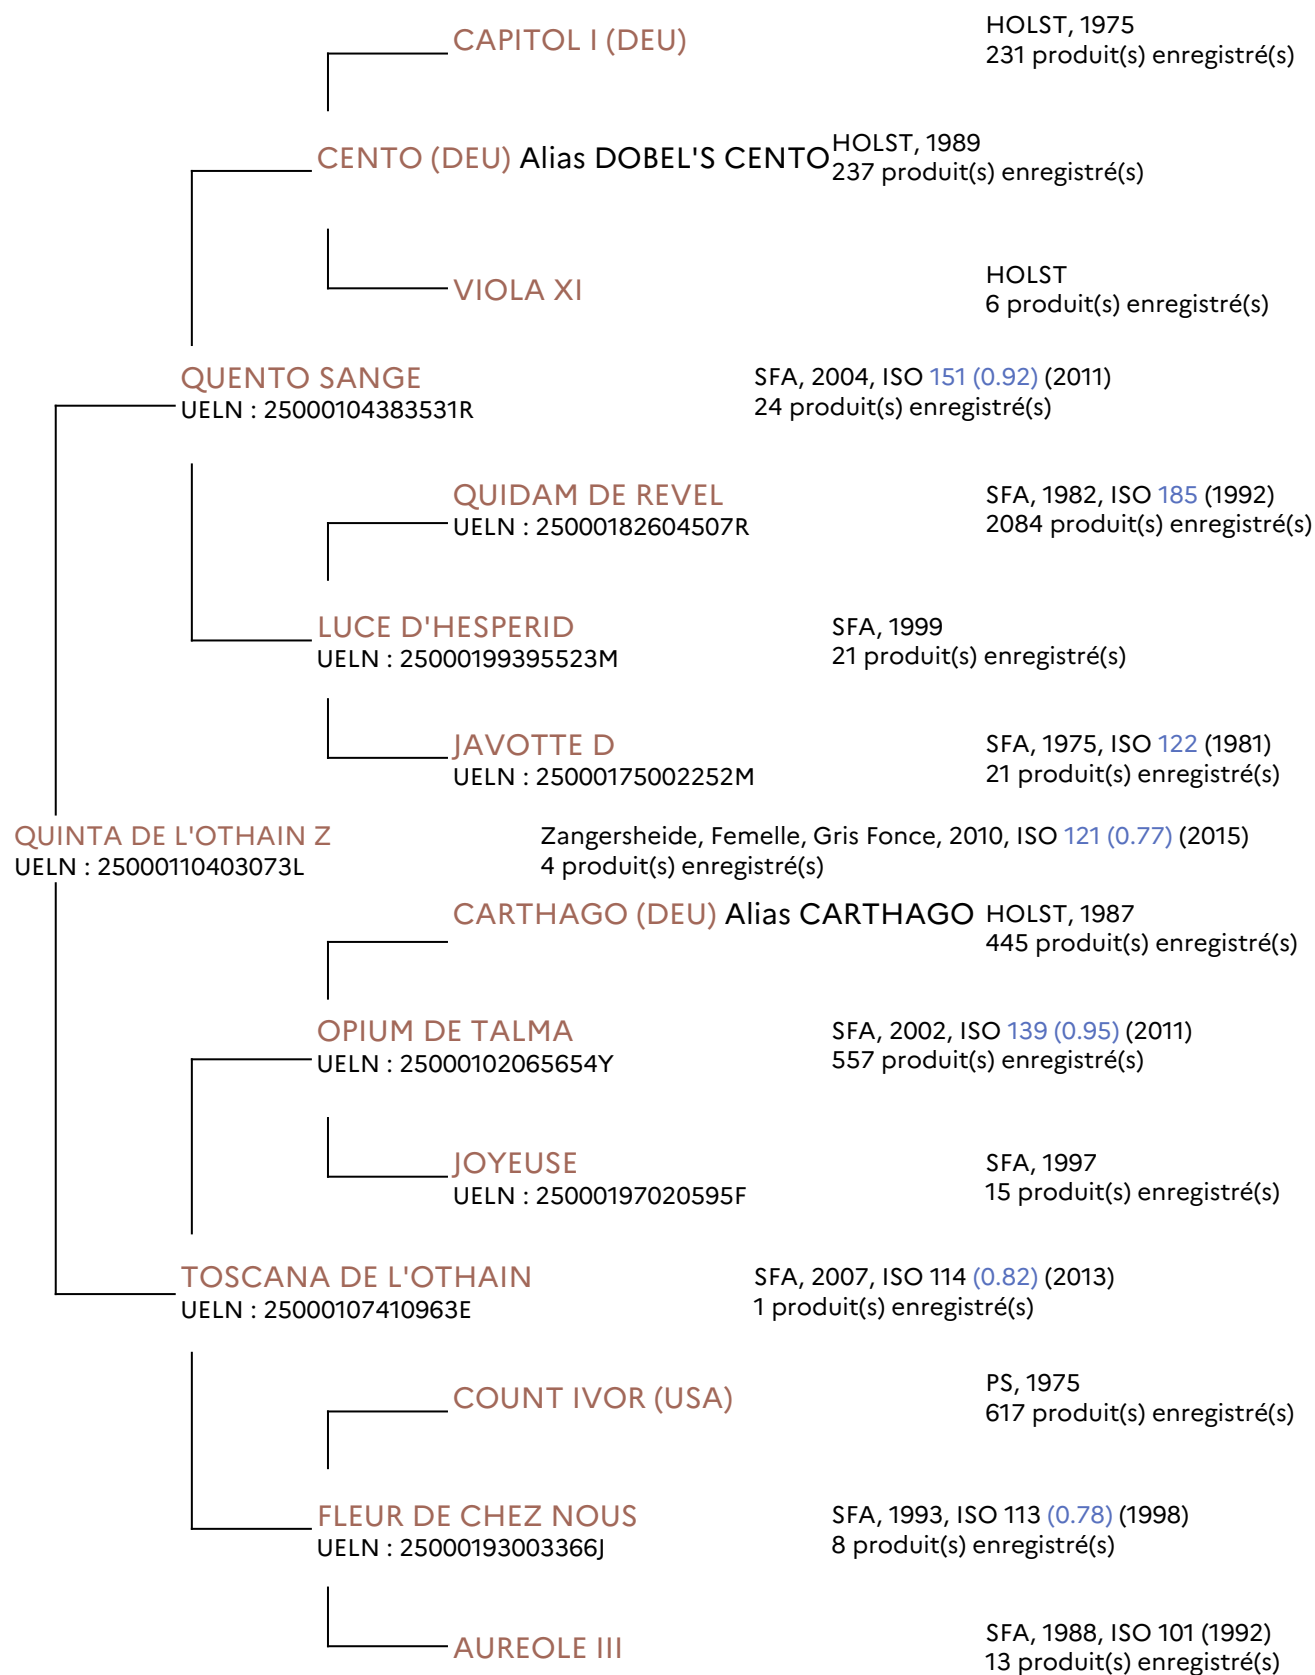 CAPITOL I (DEU)
HOLST, 1975
231 produit(s) enregistré(s)
CENTO (DEU) Alias DOBEL'S CENTO
HOLST, 1989
237 produit(s) enregistré(s)
VIOLA XI
HOLST
6 produit(s) enregistré(s)
QUENTO SANGE
UELN : 25000104383531R
SFA, 2004, ISO 151 (0.92) (2011)
24 produit(s) enregistré(s)
QUIDAM DE REVEL
UELN : 25000182604507R
SFA, 1982, ISO 185 (1992)
2084 produit(s) enregistré(s)
LUCE D'HESPERID
UELN : 25000199395523M
SFA, 1999
21 produit(s) enregistré(s)
JAVOTTE D
UELN : 25000175002252M
SFA, 1975, ISO 122 (1981)
21 produit(s) enregistré(s)
QUINTA DE L'OTHAIN Z
UELN : 25000110403073L
Zangersheide, Femelle, Gris Fonce, 2010, ISO 121 (0.77) (2015)
4 produit(s) enregistré(s)
CARTHAGO (DEU) Alias CARTHAGO
HOLST, 1987
445 produit(s) enregistré(s)
OPIUM DE TALMA
UELN : 25000102065654Y
SFA, 2002, ISO 139 (0.95) (2011)
557 produit(s) enregistré(s)
JOYEUSE
UELN : 25000197020595F
SFA, 1997
15 produit(s) enregistré(s)
TOSCANA DE L'OTHAIN
UELN : 25000107410963E
SFA, 2007, ISO 114 (0.82) (2013)
1 produit(s) enregistré(s)
COUNT IVOR (USA)
PS, 1975
617 produit(s) enregistré(s)
FLEUR DE CHEZ NOUS
UELN : 25000193003366J
SFA, 1993, ISO 113 (0.78) (1998)
8 produit(s) enregistré(s)
AUREOLE III
SFA, 1988, ISO 101 (1992)
13 produit(s) enregistré(s)